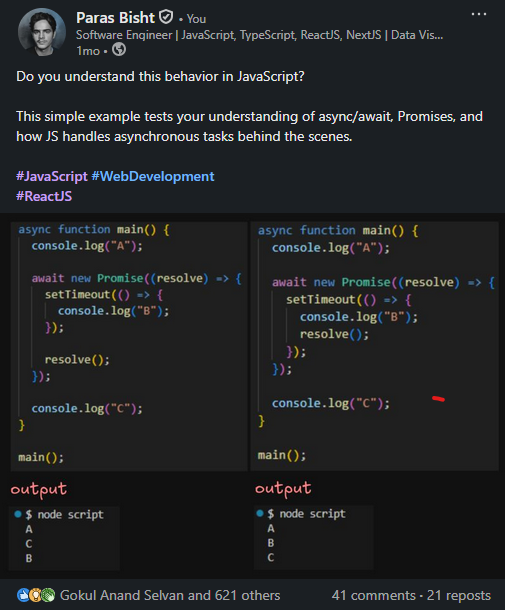 Paras Bisht • You
Software Engineer | JavaScript, TypeScript, ReactJS, NextJS | Data Vis...
1mo •
Do you understand this behavior in JavaScript?
This simple example tests your understanding of async/await, Promises, and
how JS handles asynchronous tasks behind the scenes.
#JavaScript #WebDevelopment
#ReactJS
async function main() {
console.log("A");
await new Promise((resolve) => {
setTimeout(() => {
console.log("B");
});
resolve();
});
console.log("C");
}
main();
output
$ node script
A
C
B
async function main() {
console.log("A");
await new Promise((resolve) => {
setTimeout(() => {
console.log("B");
resolve();
});
});
console.log("C");
}
main();
output
$ node script
A
B
C
Gokul Anand Selvan and 621 others
41 comments • 21 reposts